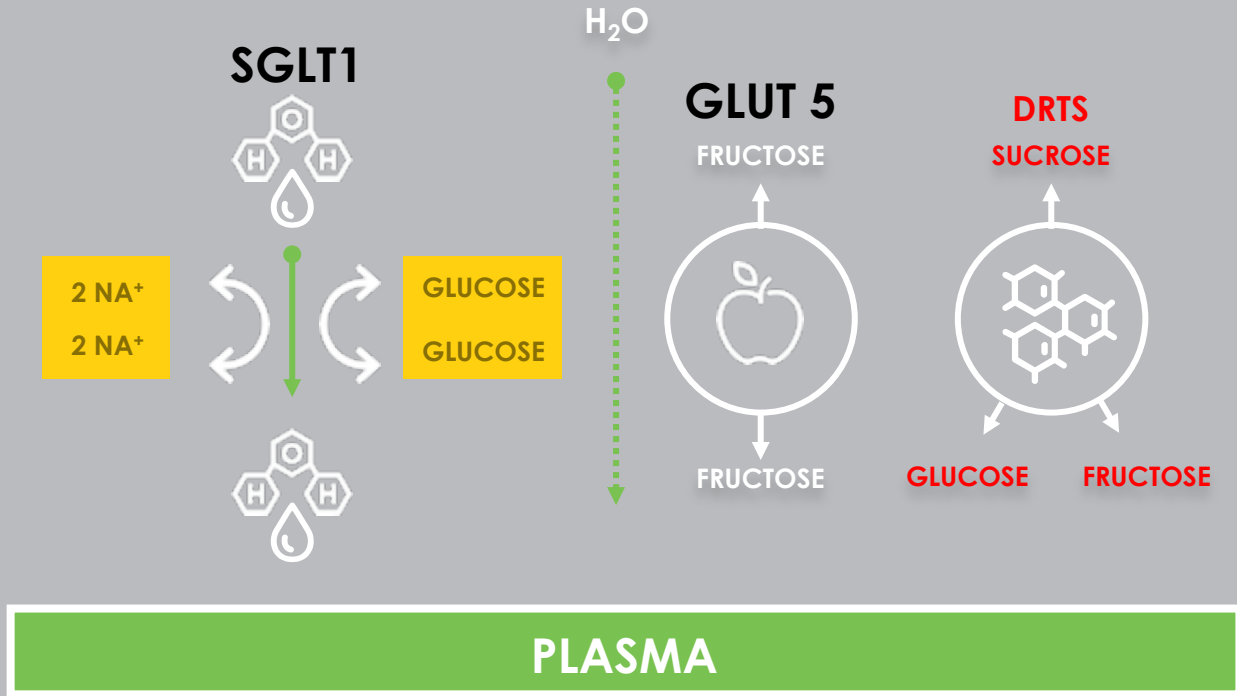 H₂O
SGLT1
O
H H
2 NA⁺
2 NA⁺
GLUCOSE
GLUCOSE
O
H H
GLUT 5
FRUCTOSE
FRUCTOSE
DRTS
SUCROSE
GLUCOSE FRUCTOSE
PLASMA